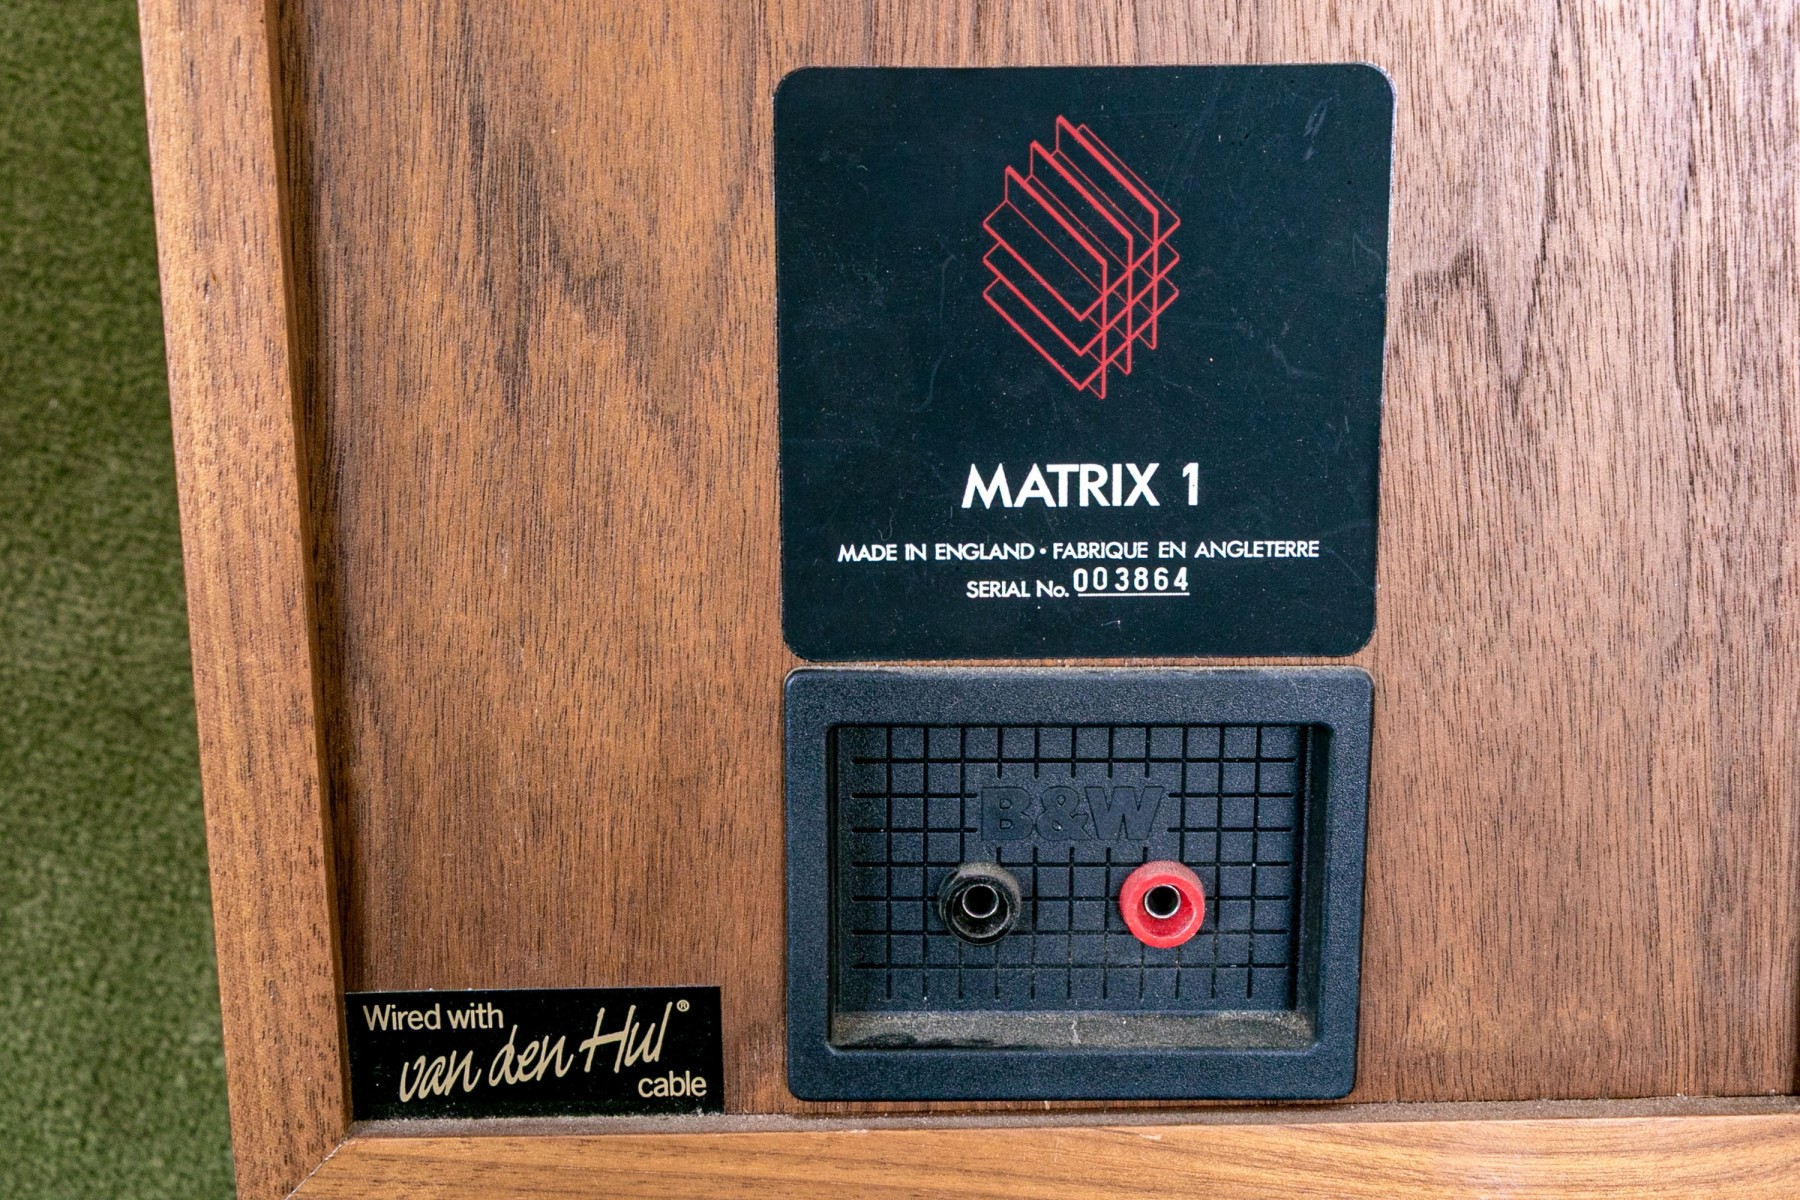 MATRIX 1
MADE IN ENGLAND • FABRIQUE EN ANGLETERRE
SERIAL No. 003864
B&W
Wired with
van den Hul®
cable